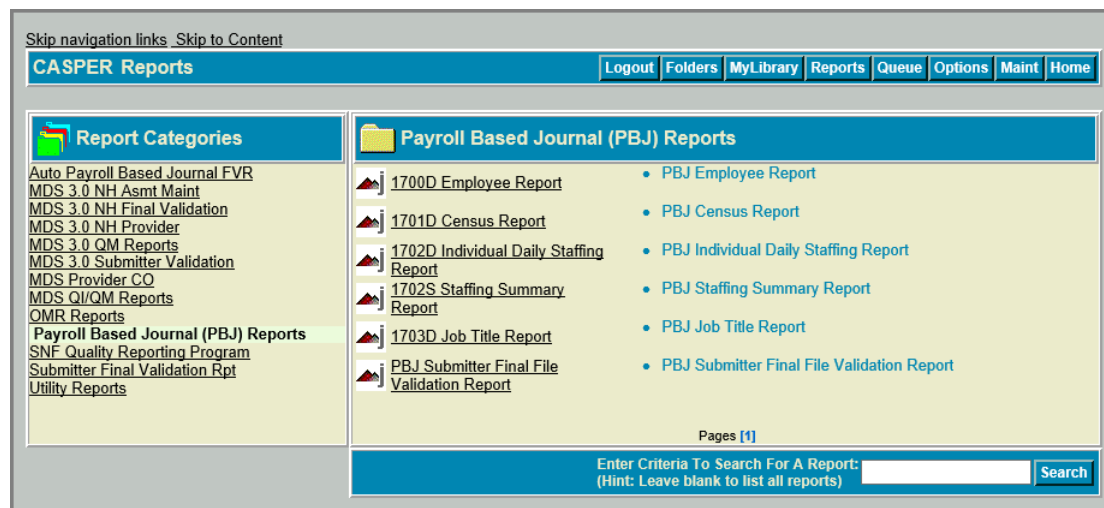 Skip navigation links Skip to Content
CASPER Reports
Logout Folders MyLibrary Reports Queue Options Maint Home
Report Categories
Auto Payroll Based Journal FVR
MDS 3.0 NH Asmt Maint
MDS 3.0 NH Final Validation
MDS 3.0 NH Provider
MDS 3.0 QM Reports
MDS 3.0 Submitter Validation
MDS Provider CO
MDS QI/QM Reports
OMR Reports
Payroll Based Journal (PBJ) Reports
SNF Quality Reporting Program
Submitter Final Validation Rpt
Utility Reports
Payroll Based Journal (PBJ) Reports
j 1700D Employee Report • PBJ Employee Report
j 1701D Census Report • PBJ Census Report
j 1702D Individual Daily Staffing • PBJ Individual Daily Staffing Report
Report
j 1702S Staffing Summary • PBJ Staffing Summary Report
Report
j 1703D Job Title Report • PBJ Job Title Report
j PBJ Submitter Final File • PBJ Submitter Final File Validation Report
Validation Report
Pages [1]
Enter Criteria To Search For A Report:
(Hint: Leave blank to list all reports)
Search